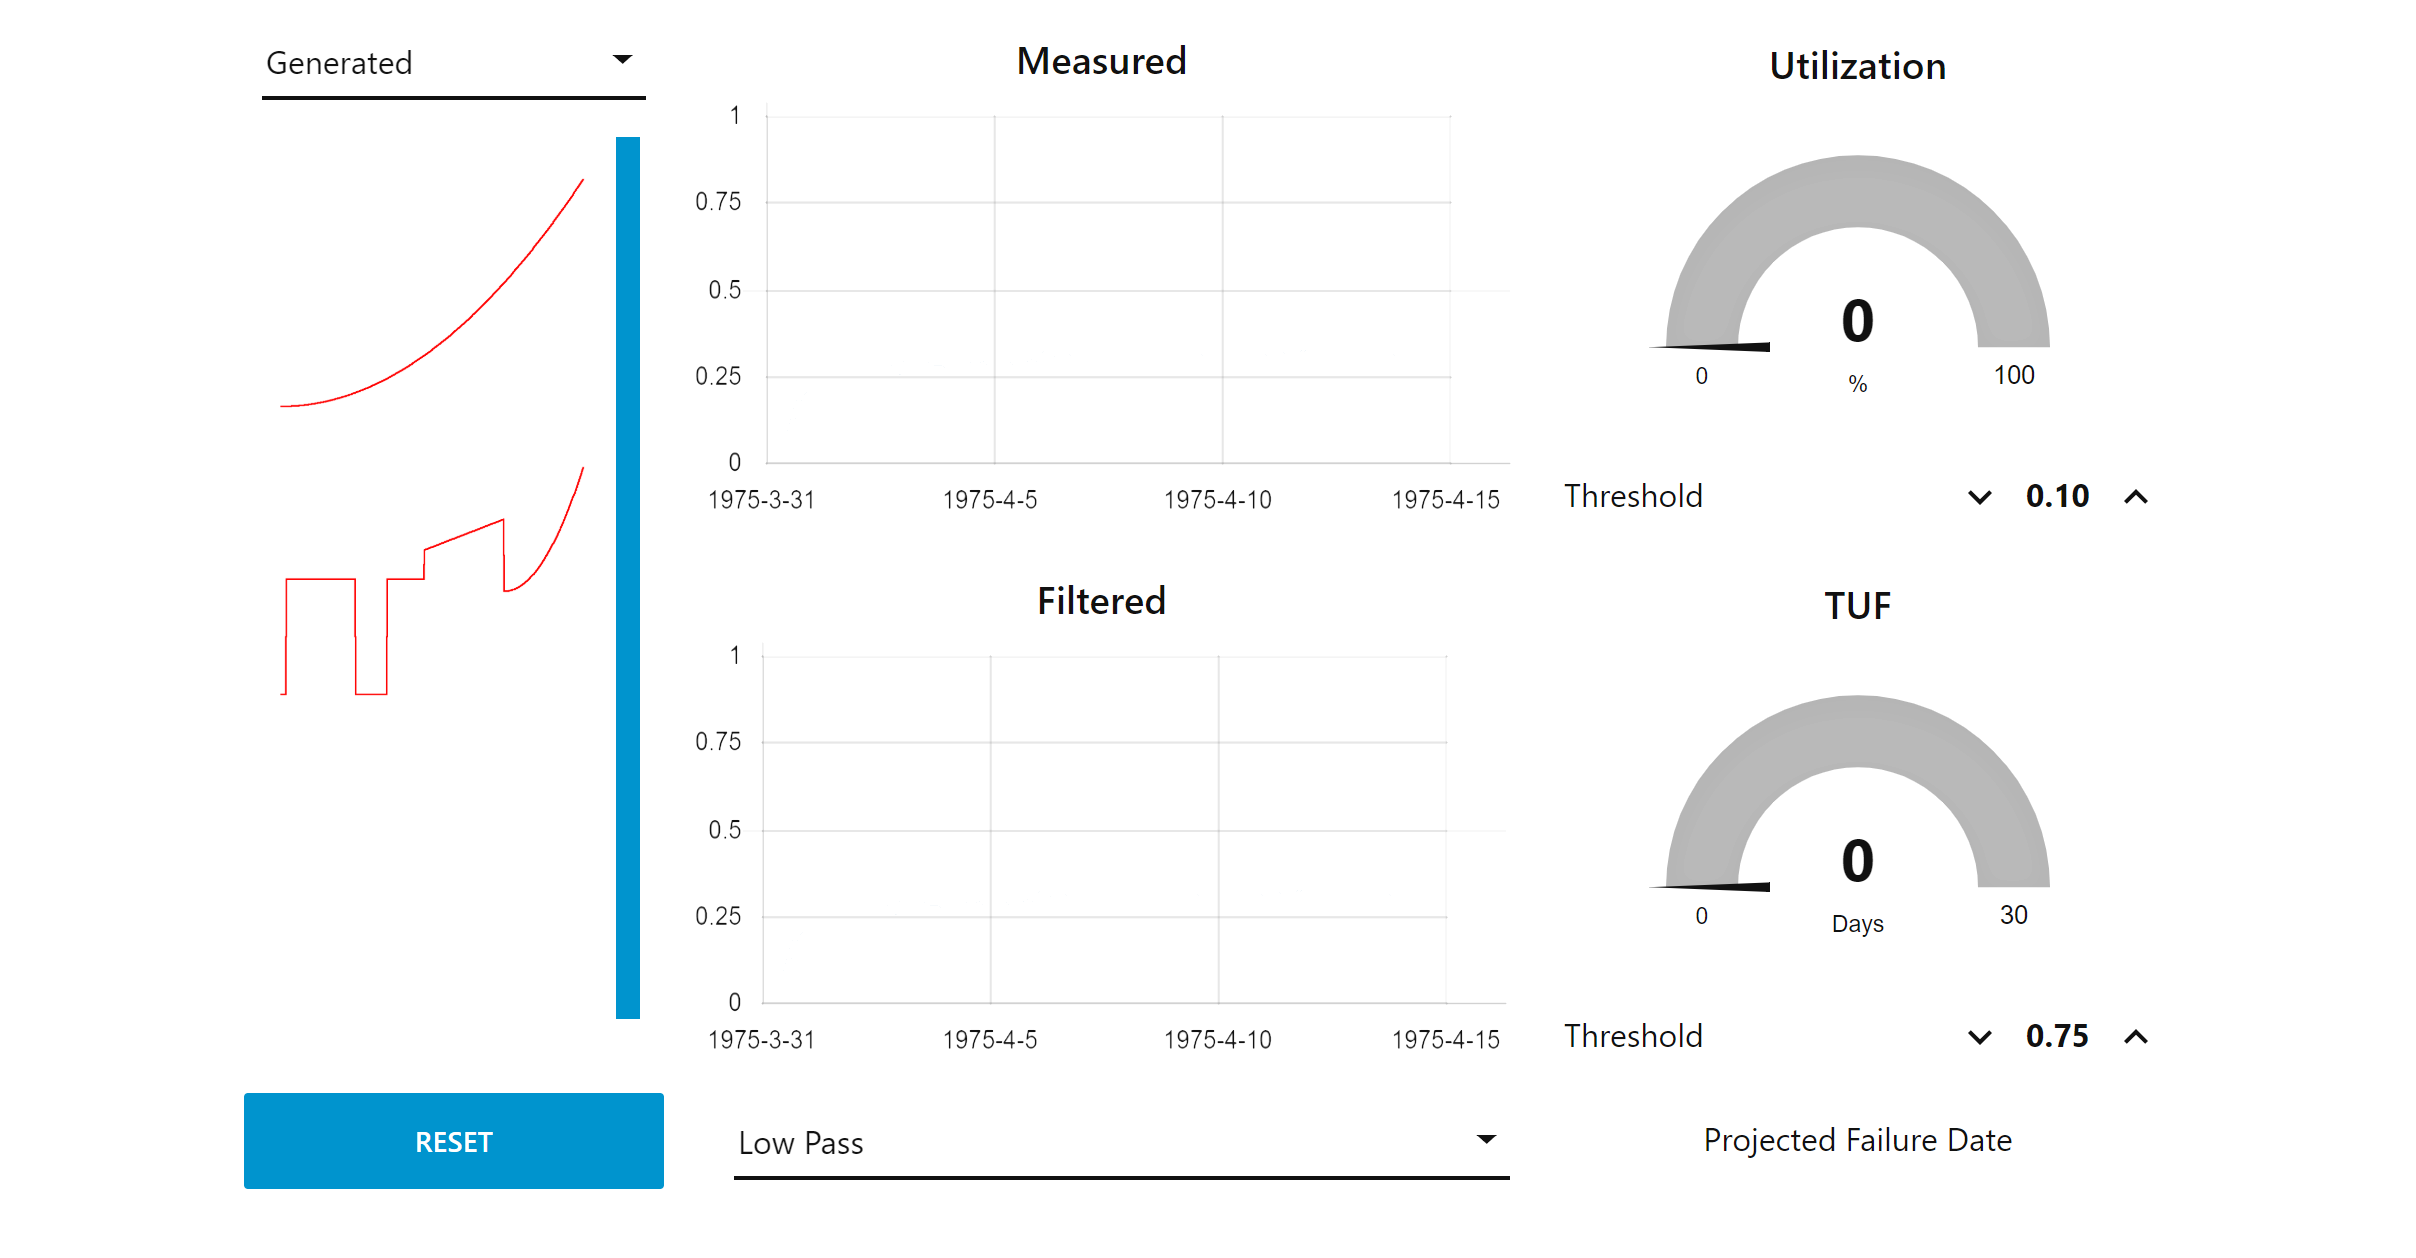 Generated
RESET
Measured
1
0.75
0.5
0.25
0
1975-3-31 1975-4-5 1975-4-10 1975-4-15
Filtered
1
0.75
0.5
0.25
0
1975-3-31 1975-4-5 1975-4-10 1975-4-15
Low Pass
Utilization
0
0 % 100
Threshold 0.10
TUF
0
0 Days 30
Threshold 0.75
Projected Failure Date